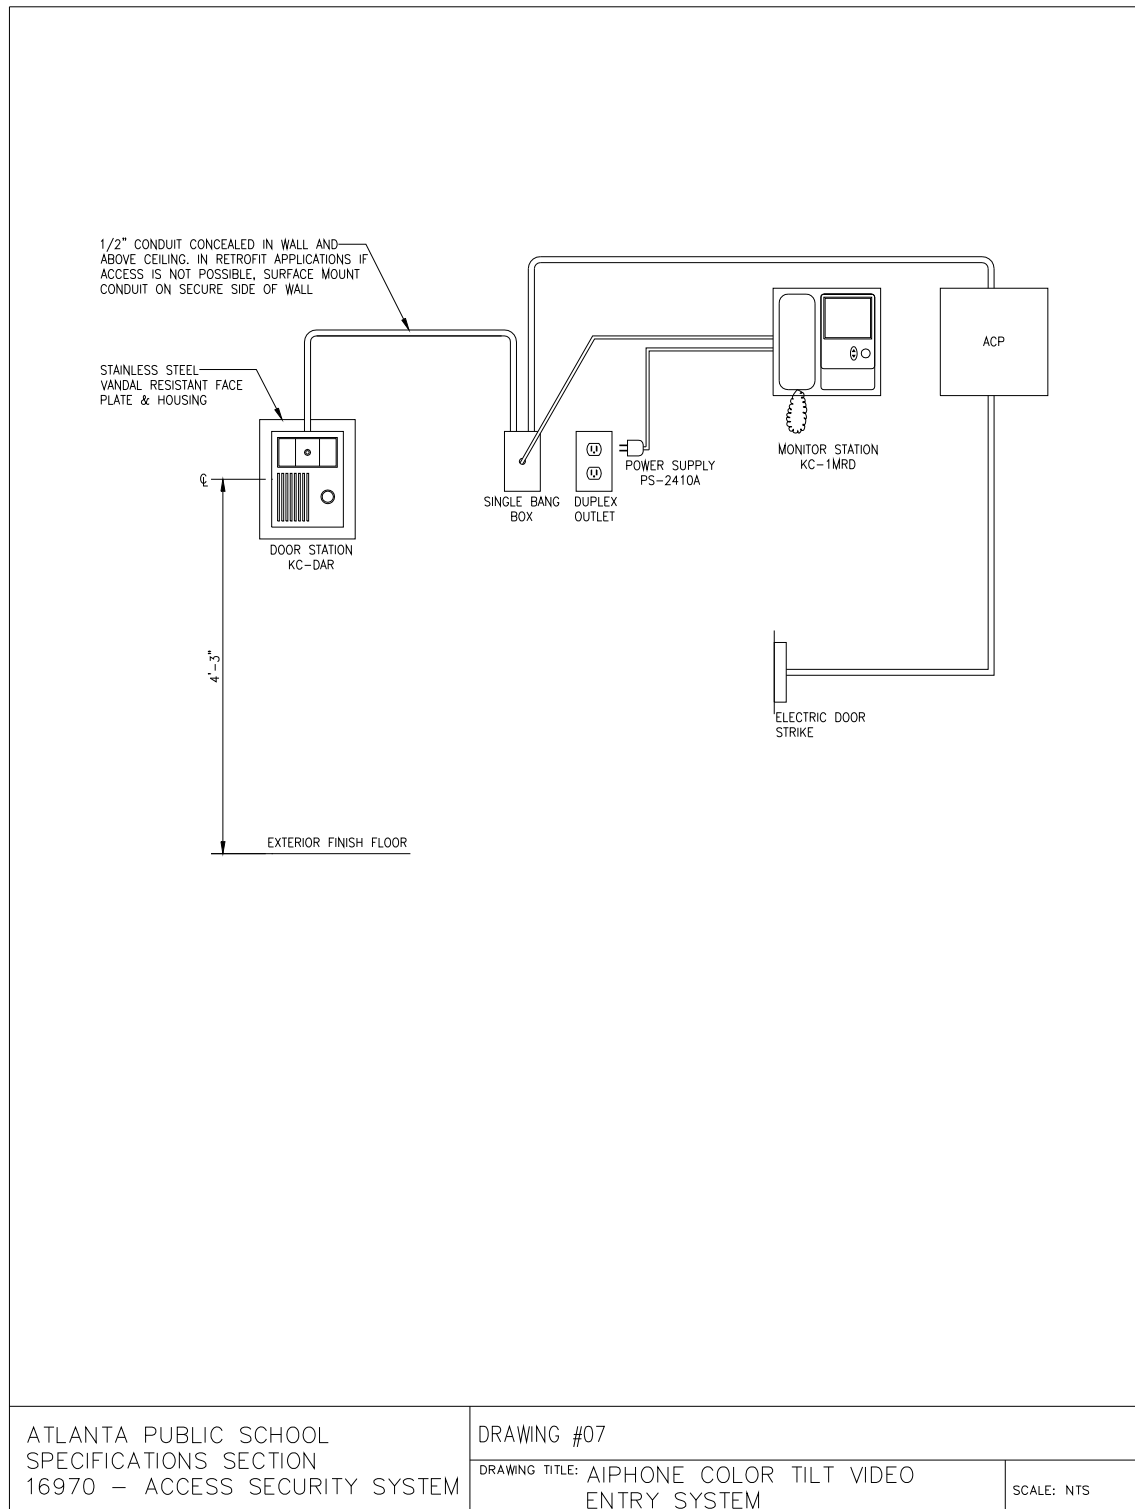 1/2" CONDUIT CONCEALED IN WALL AND
ABOVE CEILING. IN RETROFIT APPLICATIONS IF
ACCESS IS NOT POSSIBLE, SURFACE MOUNT
CONDUIT ON SECURE SIDE OF WALL
STAINLESS STEEL
VANDAL RESISTANT FACE
PLATE & HOUSING
ACP
MONITOR STATION
KC-1MRD
POWER SUPPLY
PS-2410A
SINGLE BANG
BOX
DUPLEX
OUTLET
℄
DOOR STATION
KC-DAR
4'-3"
ELECTRIC DOOR
STRIKE
EXTERIOR FINISH FLOOR
ATLANTA PUBLIC SCHOOL
SPECIFICATIONS SECTION
16970 - ACCESS SECURITY SYSTEM
DRAWING #07
DRAWING TITLE: AIPHONE COLOR TILT VIDEO
ENTRY SYSTEM
SCALE: NTS